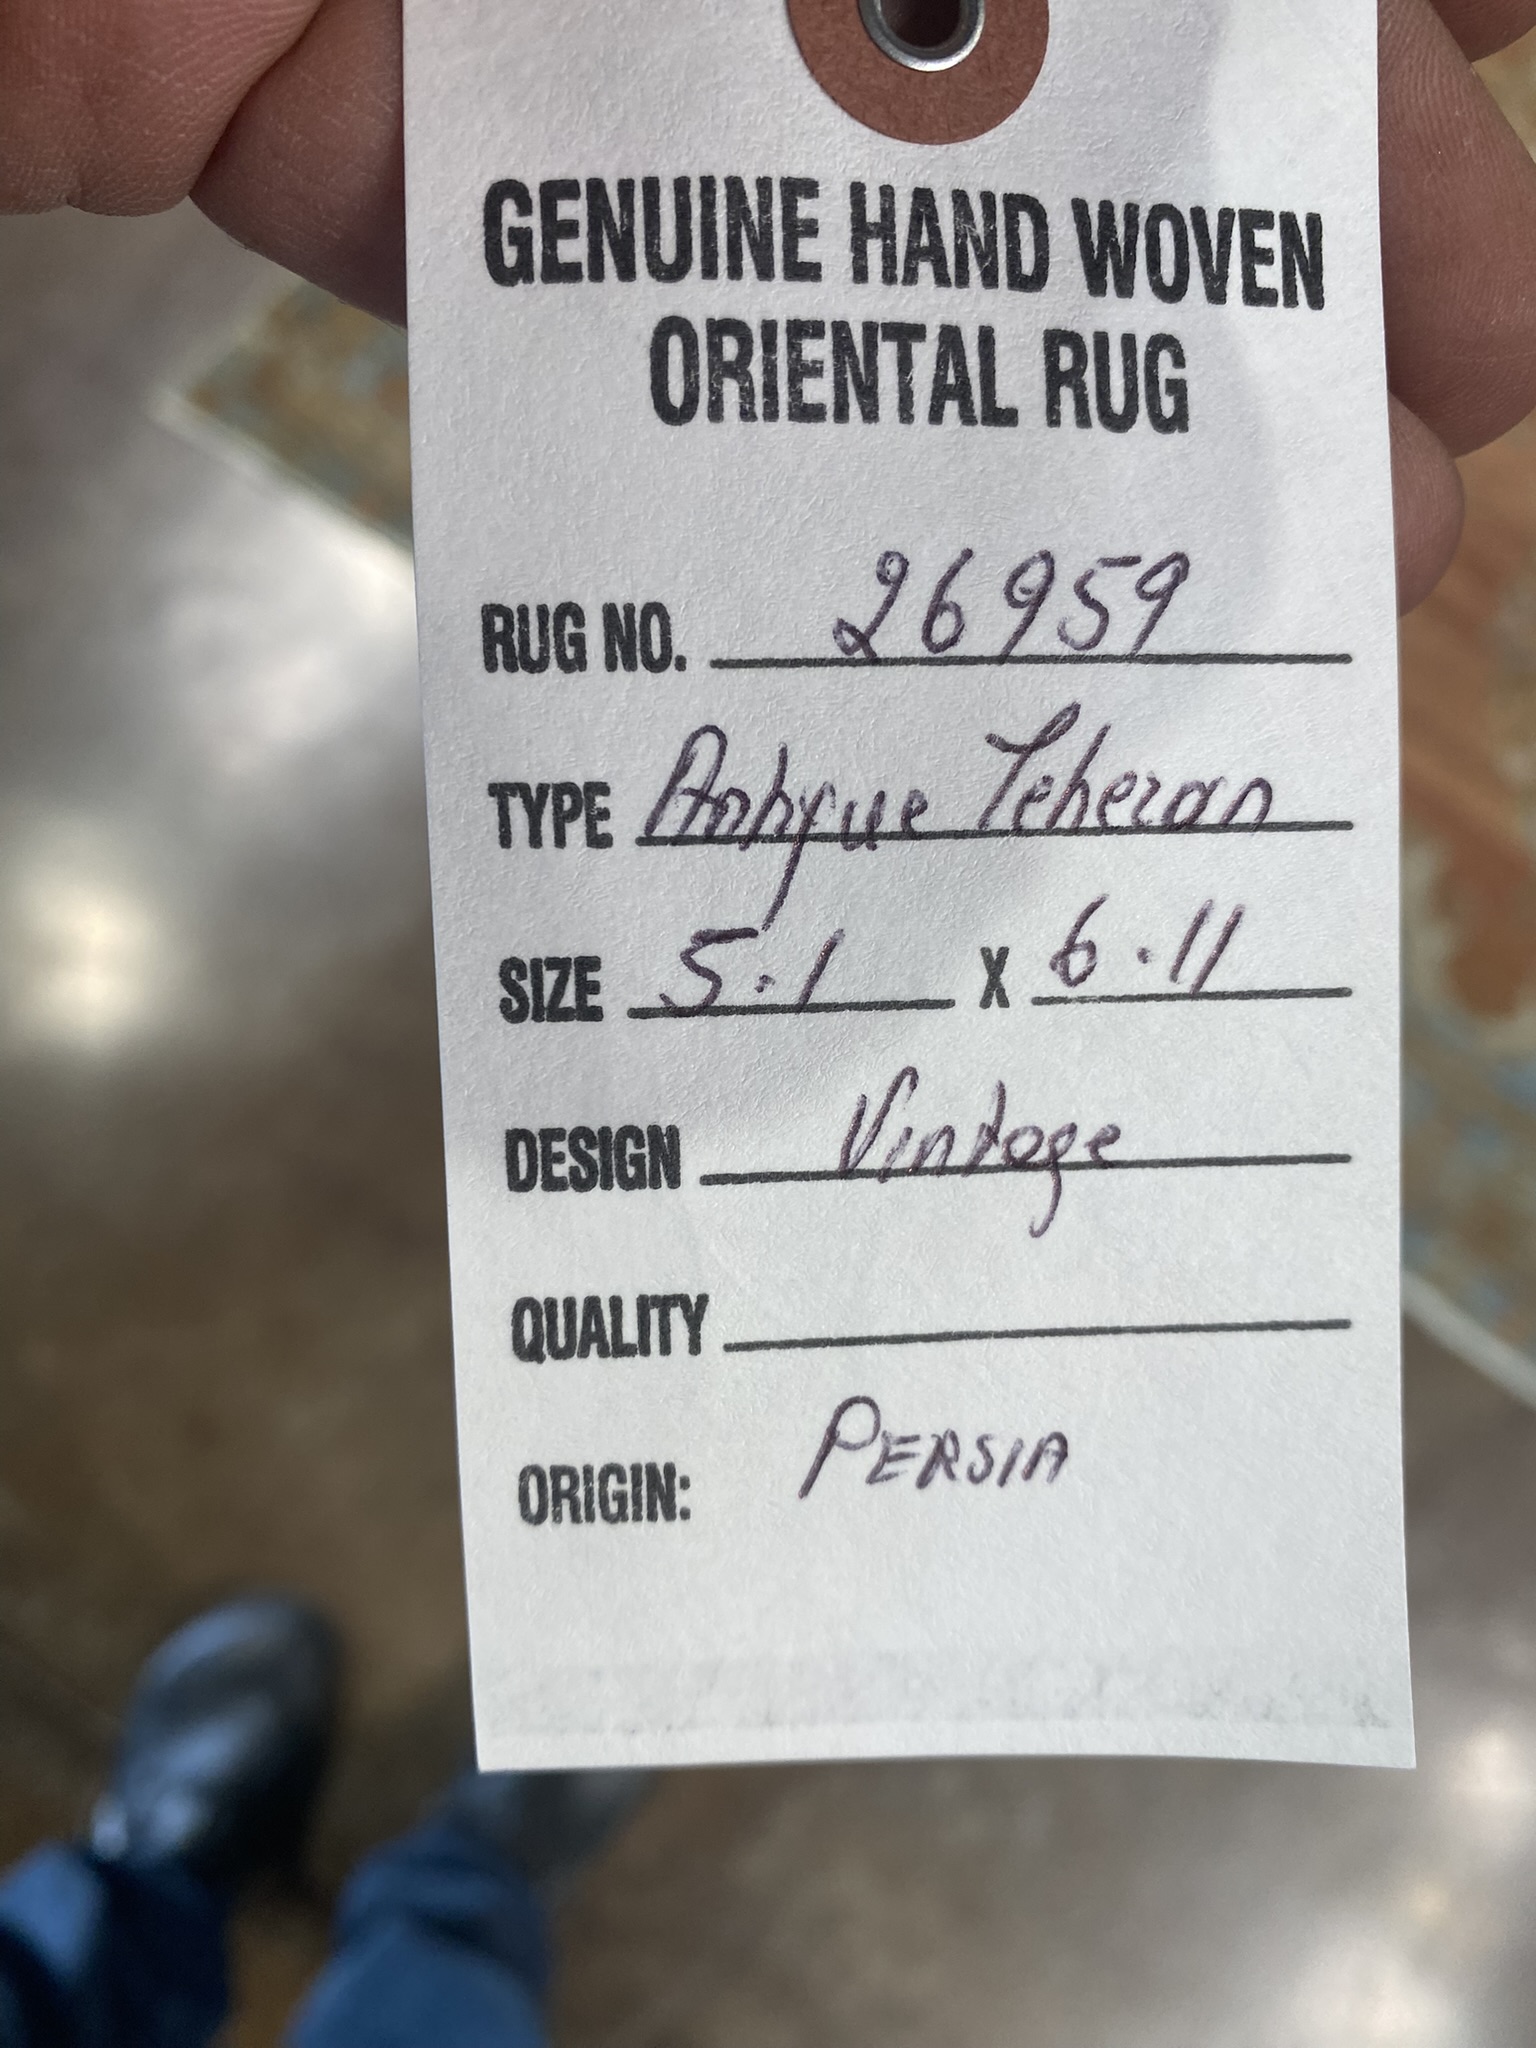 GENUINE HAND WOVEN
ORIENTAL RUG
RUG NO. 26959
TYPE Antique Teheran
SIZE 5.1 X 6.11
DESIGN Vintage
QUALITY
ORIGIN: PERSIA